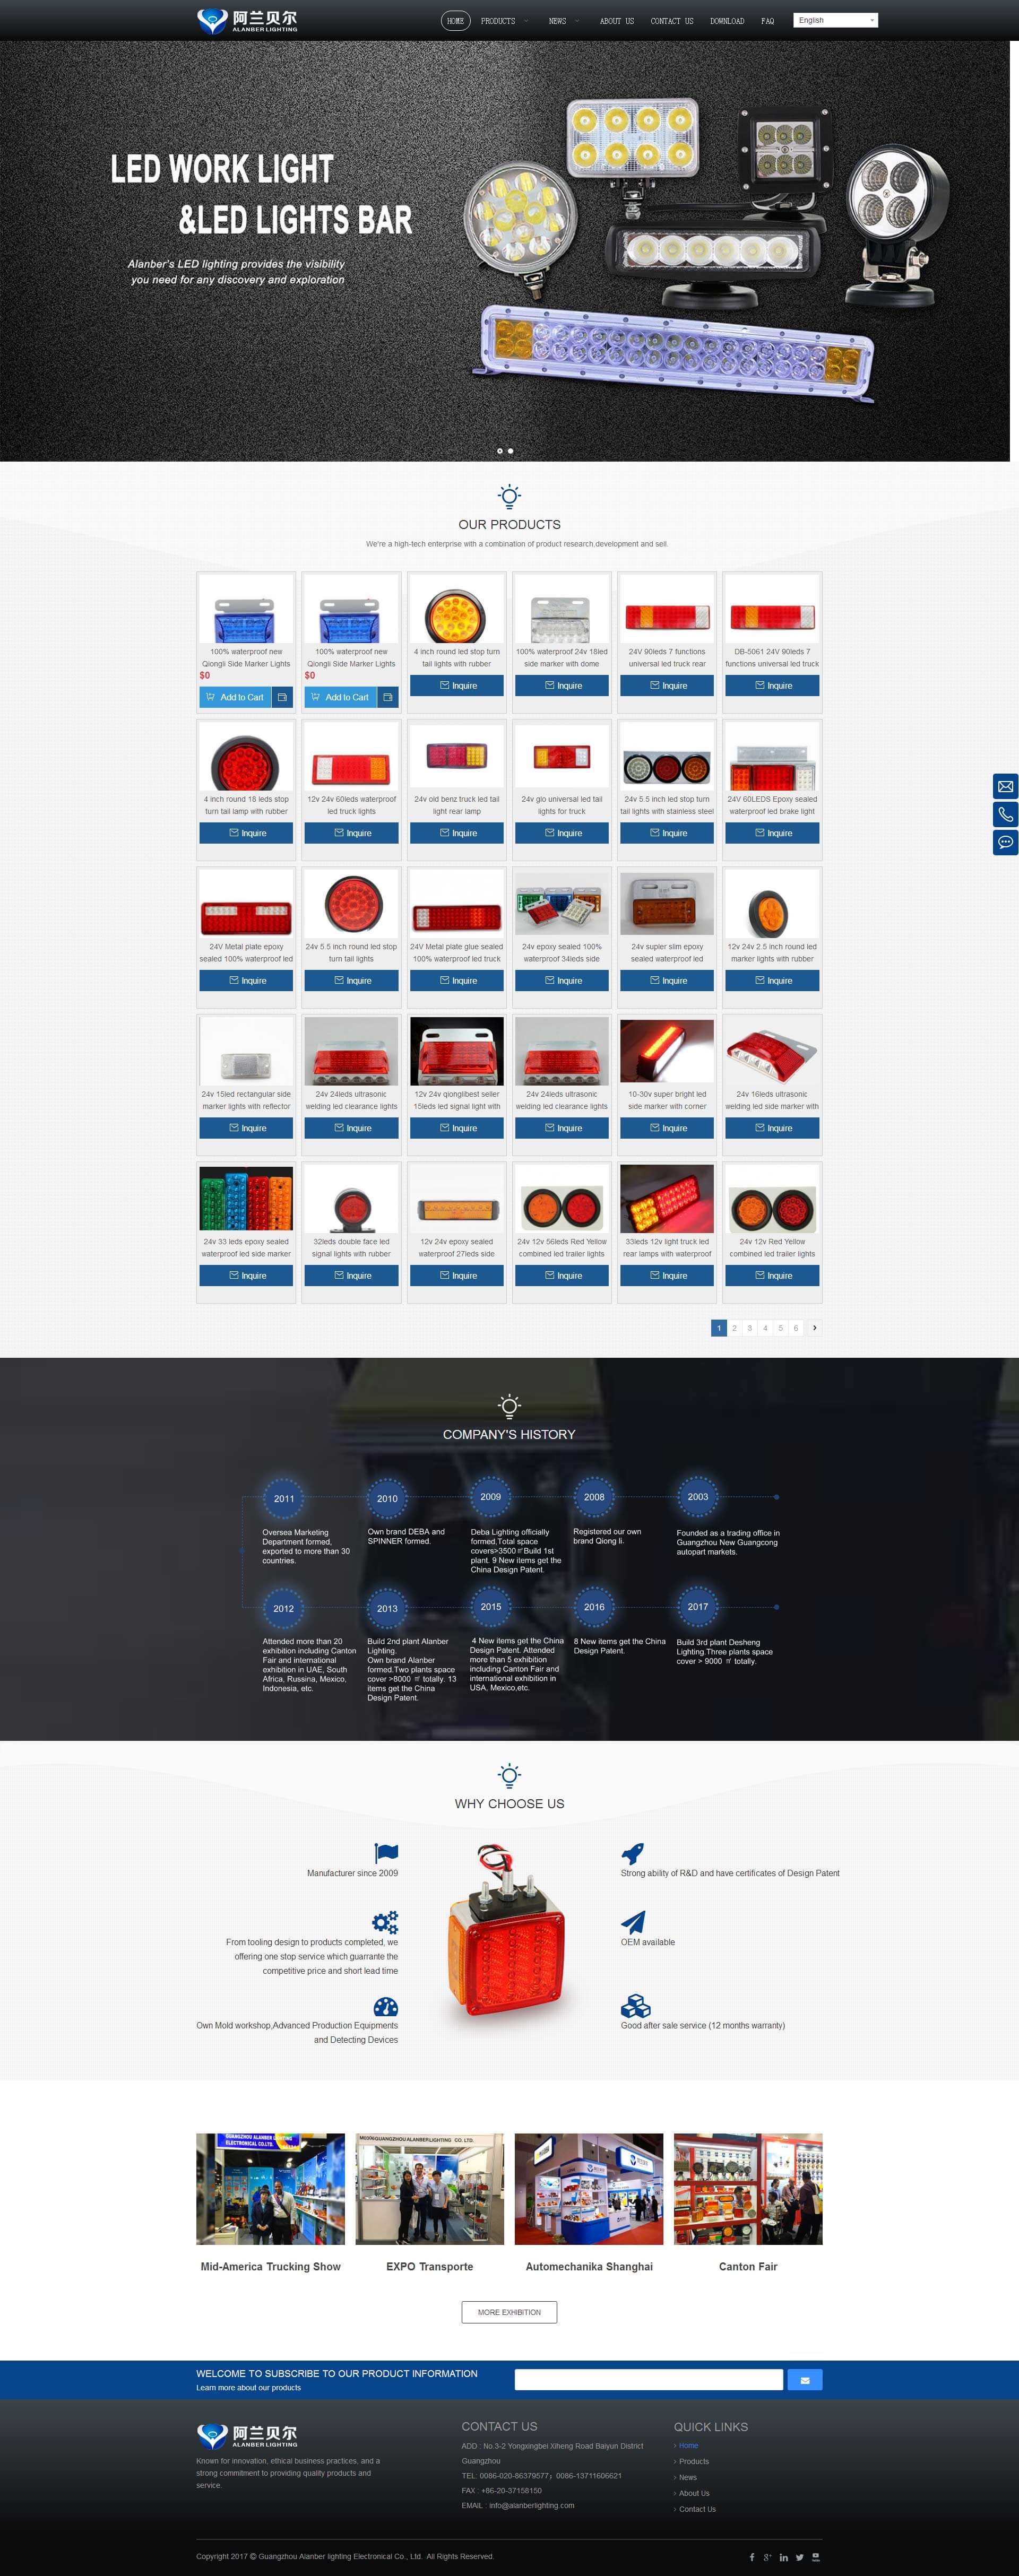 阿兰贝尔
ALANBER LIGHTING
HOME
PRODUCTS
NEWS
ABOUT US
CONTACT US
DOWNLOAD
FAQ
English
LED WORK LIGHT
&LED LIGHTS BAR
Alanber's LED lighting provides the visibility
you need for any discovery and exploration
OUR PRODUCTS
We're a high-tech enterprise with a combination of product research,development and sell.
100% waterproof new
Qiongli Side Marker Lights
$0
Add to Cart
100% waterproof new
Qiongli Side Marker Lights
$0
Add to Cart
4 inch round led stop turn
tail lights with rubber
Inquire
100% waterproof 24v 18led
side marker with dome
Inquire
24V 90leds 7 functions
universal led truck rear
Inquire
DB-5061 24V 90leds 7
functions universal led truck
Inquire
4 inch round 18 leds stop
turn tail lamp with rubber
Inquire
12v 24v 60leds waterproof
led truck lights
Inquire
24v old benz truck led tail
light rear lamp
Inquire
24v glo universal led tail
lights for truck
Inquire
24v 5.5 inch led stop turn
tail lights with stainless steel
Inquire
24V 60LEDS Epoxy sealed
waterproof led brake light
Inquire
24V Metal plate epoxy
sealed 100% waterproof led
Inquire
24v 5.5 inch round led stop
turn tail lights
Inquire
24V Metal plate glue sealed
100% waterproof led truck
Inquire
24v epoxy sealed 100%
waterproof 34leds side
Inquire
24v supler slim epoxy
sealed waterproof led
Inquire
12v 24v 2.5 inch round led
marker lights with rubber
Inquire
24v 15led rectangular side
marker lights with reflector
Inquire
24v 24leds ultrasonic
welding led clearance lights
Inquire
12v 24v qionglibest seller
15leds led signal light with
Inquire
24v 24leds ultrasonic
welding led clearance lights
Inquire
10-30v super bright led
side marker with corner
Inquire
24v 16leds ultrasonic
welding led side marker with
Inquire
24v 33 leds epoxy sealed
waterproof led side marker
Inquire
32leds double face led
signal lights with rubber
Inquire
12v 24v epoxy sealed
waterproof 27leds side
Inquire
24v 12v 56leds Red Yellow
combined led trailer lights
Inquire
33leds 12v light truck led
rear lamps with waterproof
Inquire
24v 12v Red Yellow
combined led trailer lights
Inquire
1 2 3 4 5 6 ›
COMPANY'S HISTORY
2011
Oversea Marketing
Department formed,
exported to more than 30
countries.
2010
Own brand DEBA and
SPINNER formed.
2009
Deba Lighting officially
formed,Total space
covers>3500㎡Build 1st
plant. 9 New items get the
China Design Patent.
2008
Registered our own
brand Qiong li.
2003
Founded as a trading office in
Guangzhou New Guangcong
autopart markets.
2012
Attended more than 20
exhibition including Canton
Fair and international
exhibition in UAE, South
Africa, Russina, Mexico,
Indonesia, etc.
2013
Build 2nd plant Alanber
Lighting.
Own brand Alanber
formed.Two plants space
cover >8000 ㎡ totally. 13
items get the China
Design Patent.
2015
4 New items get the China
Design Patent. Attended
more than 5 exhibition
including Canton Fair and
international exhibition in
USA, Mexico,etc.
2016
8 New items get the China
Design Patent.
2017
Build 3rd plant Desheng
Lighting.Three plants space
cover > 9000 ㎡ totally.
WHY CHOOSE US
Manufacturer since 2009
From tooling design to products completed, we
offering one stop service which guarrante the
competitive price and short lead time
Own Mold workshop,Advanced Production Equipments
and Detecting Devices
Strong ability of R&D and have certificates of Design Patent
OEM available
Good after sale service (12 months warranty)
GUANGZHOU ALANBER LIGHTING
ELECTRONICAL CO.LTD.
GUANGZHOU ALANBER LIGHTING CO. LTD.
Mid-America Trucking Show
EXPO Transporte
Automechanika Shanghai
Canton Fair
MORE EXHIBITION
WELCOME TO SUBSCRIBE TO OUR PRODUCT INFORMATION
Learn more about our products
阿兰贝尔
ALANBER LIGHTING
Known for innovation, ethical business practices, and a
strong commitment to providing quality products and
service.
CONTACT US
ADD : No.3-2 Yongxingbei Xiheng Road Baiyun District
Guangzhou
TEL: 0086-020-86379577；0086-13711606621
FAX : +86-20-37158150
EMAIL : info@alanberlighting.com
QUICK LINKS
Home
Products
News
About Us
Contact Us
Copyright 2017 © Guangzhou Alanber lighting Electronical Co., Ltd. All Rights Reserved.